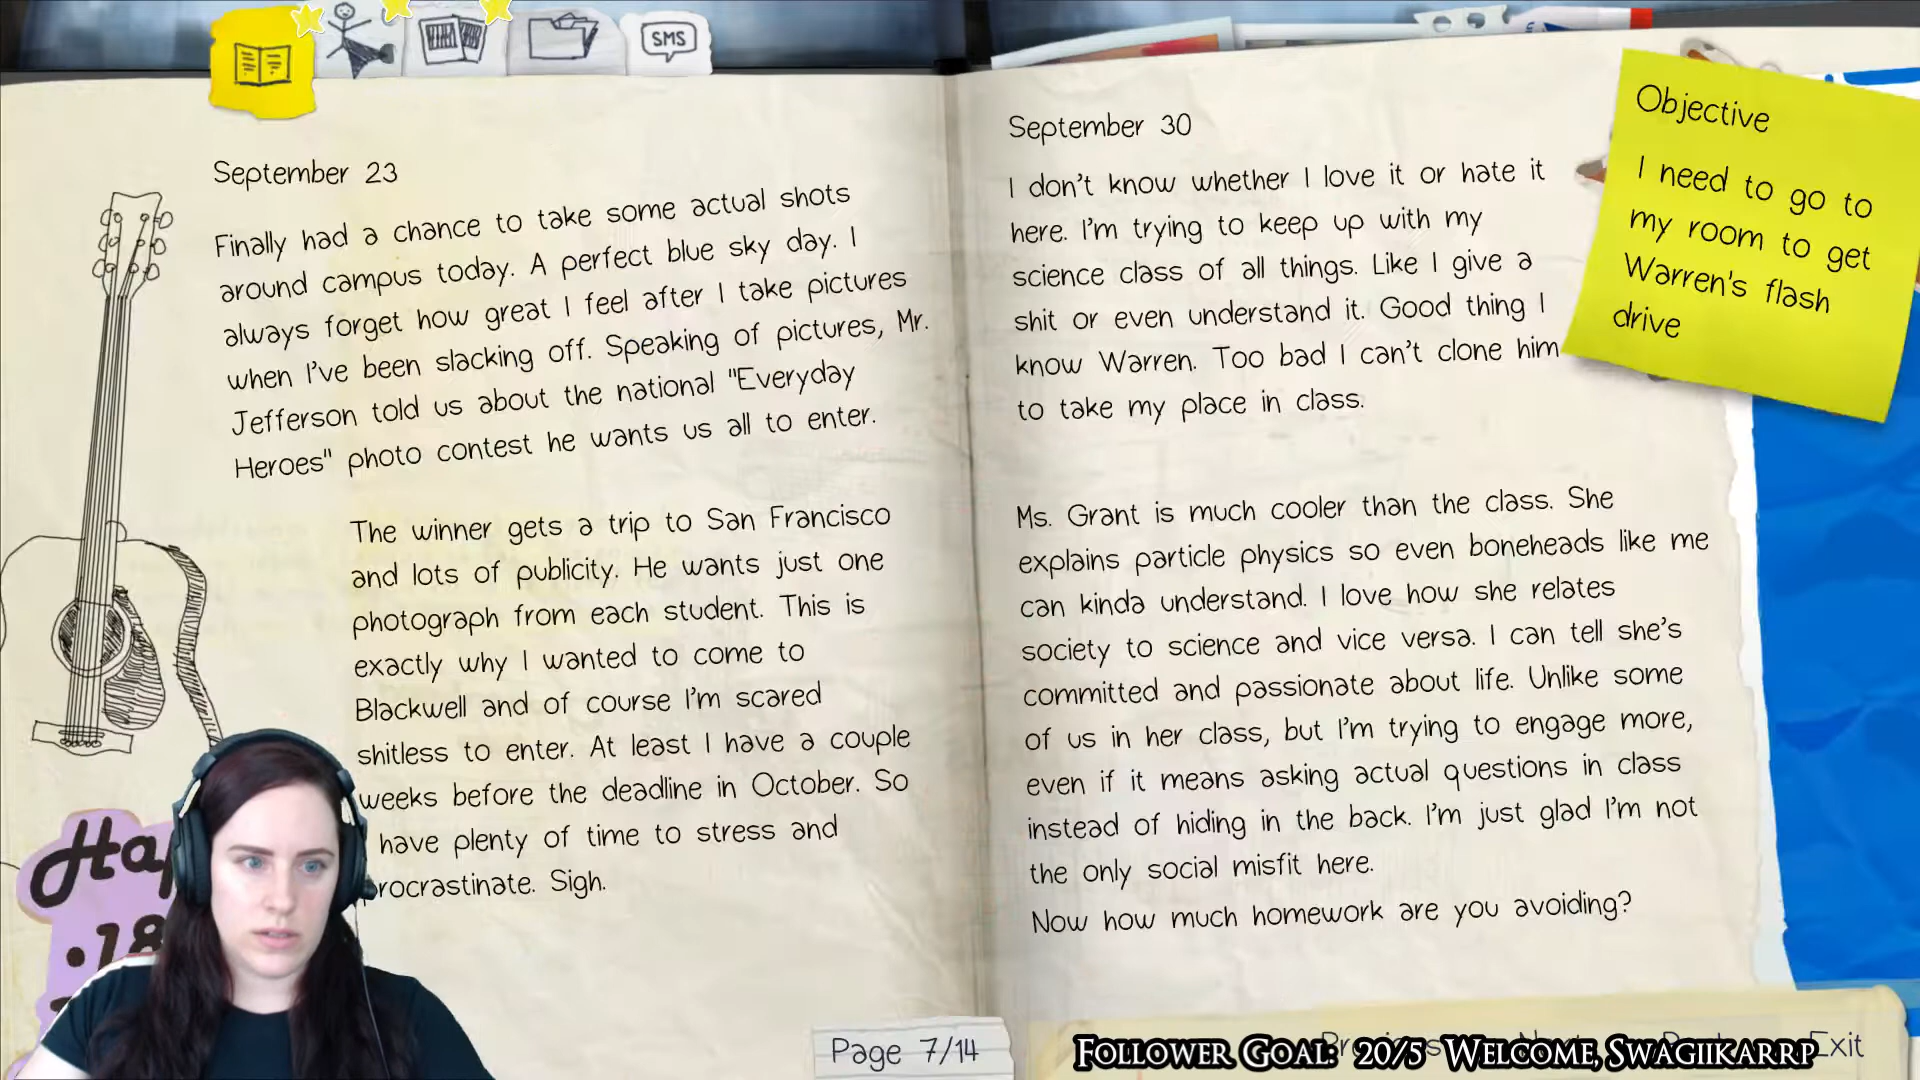 SMS
September 23
Finally had a chance to take some actual shots
around campus today. A perfect blue sky day. I
always forget how great I feel after I take pictures
when I've been slacking off. Speaking of pictures, Mr.
Jefferson told us about the national "Everyday
Heroes" photo contest he wants us all to enter.
The winner gets a trip to San Francisco
and lots of publicity. He wants just one
photograph from each student. This is
exactly why I wanted to come to
Blackwell and of course I'm scared
shitless to enter. At least I have a couple
weeks before the deadline in October. So
have plenty of time to stress and
procrastinate. Sigh.
September 30
I don't know whether I love it or hate it
here. I'm trying to keep up with my
science class of all things. Like I give a
shit or even understand it. Good thing I
know Warren. Too bad I can't clone him
to take my place in class.
Ms. Grant is much cooler than the class. She
explains particle physics so even boneheads like me
can kinda understand. I love how she relates
society to science and vice versa. I can tell she's
committed and passionate about life. Unlike some
of us in her class, but I'm trying to engage more,
even if it means asking actual questions in class
instead of hiding in the back. I'm just glad I'm not
the only social misfit here.
Now how much homework are you avoiding?
Objective
I need to go to
my room to get
Warren's flash
drive
Page 7/14
Follower Goal: 20/5 Welcome, Swagiikarrp
Exit